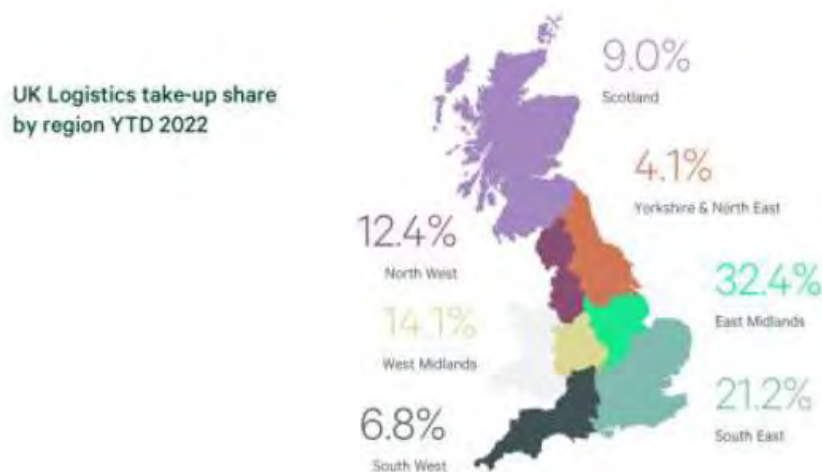 UK Logistics take-up share
by region YTD 2022
9.0%
Scotland
4.1%
Yorkshire & North East
12.4%
North West
32.4%
East Midlands
14.1%
West Midlands
21.2%
South East
6.8%
South West